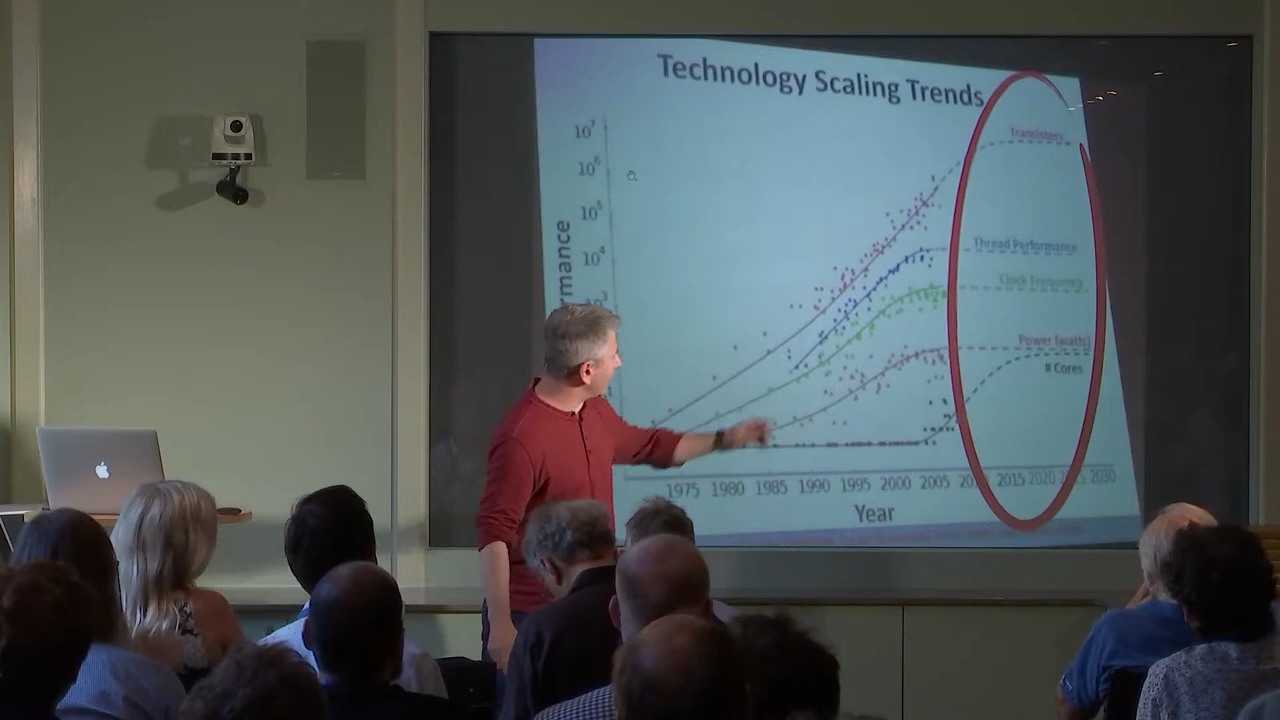 Technology Scaling Trends
10⁷
10⁶
10⁵
10⁴
Transistors
Thread Performance
Clock Frequency
Power (watts)
# Cores
1975 1980 1985 1990 1995 2000 2005 2015 2020 2030
Year